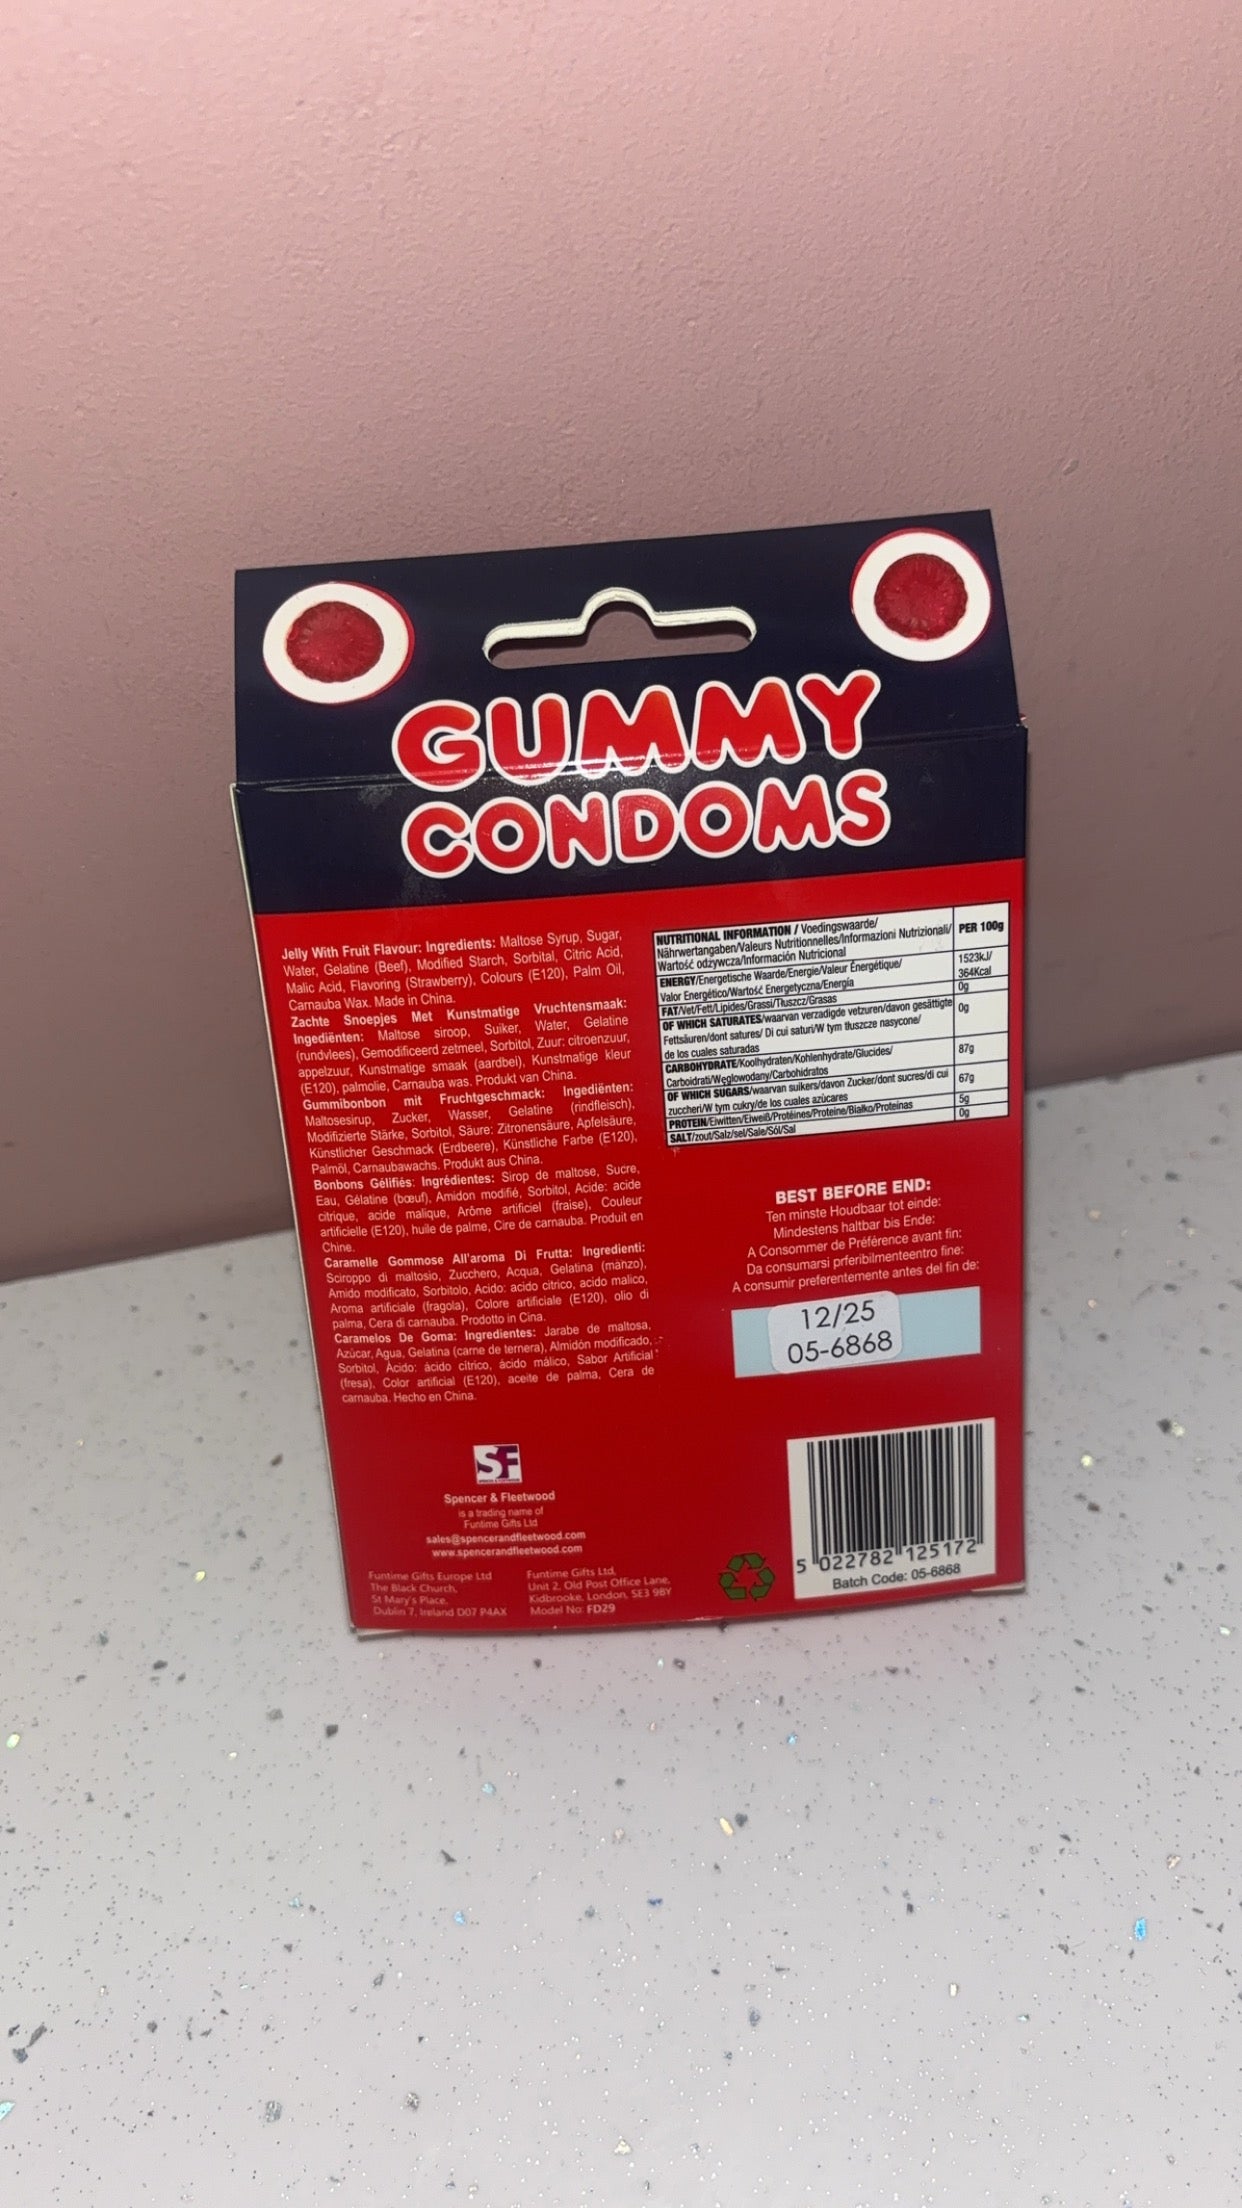 GUMMY
CONDOMS
Jelly With Fruit Flavour: Ingredients: Maltose Syrup, Sugar,
Water, Gelatine (Beef), Modified Starch, Sorbital, Citric Acid,
Malic Acid, Flavoring (Strawberry), Colours (E120), Palm Oil,
Carnauba Wax. Made in China.
Zachte Snoepjes Met Kunstmatige Vruchtensmaak:
Ingediënten: Maltose siroop, Suiker, Water, Gelatine
(rundvlees), Gemodificeerd zetmeel, Sorbitol, Zuur: citroenzuur,
appelzuur, Kunstmatige smaak (aardbei), Kunstmatige kleur
(E120), palmolie, Carnauba was. Produkt van China.
Gummibonbon mit Fruchtgeschmack: Ingediënten:
Maltosesirup, Zucker, Wasser, Gelatine (rindfleisch),
Modifizierte Stärke, Sorbitol, Säure: Zitronensäure, Apfelsäure,
Künstlicher Geschmack (Erdbeere), Künstliche Farbe (E120),
Palmöl, Carnaubawachs. Produkt aus China.
Bonbons Gélifiés: Ingrédientes: Sirop de maltose, Sucre,
Eau, Gélatine (bœuf), Amidon modifié, Sorbitol, Acide: acide
citrique, acide malique, Arôme artificiel (fraise), Couleur
artificielle (E120), huile de palme, Cire de carnauba. Produit en
Chine.
Caramelle Gommose All'aroma Di Frutta: Ingredienti:
Sciroppo di maltosio, Zucchero, Acqua, Gelatina (manzo),
Amido modificato, Sorbitolo, Acido: acido citrico, acido malico,
Aroma artificiale (fragola), Colore artificiale (E120), olio di
palma, Cera di carnauba. Prodotto in Cina.
Caramelos De Goma: Ingredientes: Jarabe de maltosa,
Azúcar, Agua, Gelatina (carne de ternera), Almidón modificado,
Sorbitol, Ácido: ácido cítrico, ácido málico, Sabor Artificial
(fresa), Color artificial (E120), aceite de palma, Cera de
carnauba. Hecho en China.
NUTRITIONAL INFORMATION / Voedingswaarde/
Nährwertangaben/Valeurs Nutritionnelles/Informazioni Nutrizionali/
Wartość odżywcza/Información Nutricional
PER 100g
ENERGY/Energetische Waarde/Energie/Valeur Énergétique/
Valor Energético/Wartość Energetyczna/Energía
1523kJ/
364Kcal
FAT/Vet/Fett/Lipides/Grassi/Tłuszcz/Grasas
0g
OF WHICH SATURATES/waarvan verzadigde vetzuren/davon gesättigte
Fettsäuren/dont satures/ Di cui saturi/W tym tłuszcze nasycone/
de los cuales saturadas
0g
CARBOHYDRATE/Koolhydraten/Kohlenhydrate/Glucides/
Carboidrati/Węglowodany/Carbohidratos
87g
OF WHICH SUGARS/waarvan suikers/davon Zucker/dont sucres/di cui
zuccheri/W tym cukry/de los cuales azúcares
67g
PROTEIN/Eiwitten/Eiweiß/Protéines/Proteine/Białko/Proteínas
5g
SALT/zout/Salz/sel/Sale/Sól/Sal
0g
BEST BEFORE END:
Ten minste Houdbaar tot einde:
Mindestens haltbar bis Ende:
A Consommer de Préférence avant fin:
Da consumarsi prferibilmenteentro fine:
A consumir preferentemente antes del fin de:
12/25
05-6868
SF
Spencer & Fleetwood
is a trading name of
Funtime Gifts Ltd
sales@spencerandfleetwood.com
www.spencerandfleetwood.com
Funtime Gifts Europe Ltd
The Black Church,
St Mary's Place,
Dublin 7, Ireland D07 P4AX
Funtime Gifts Ltd,
Unit 2, Old Post Office Lane,
Kidbrooke, London, SE3 9BY
Model No: FD29
5 022782 125172
Batch Code: 05-6868